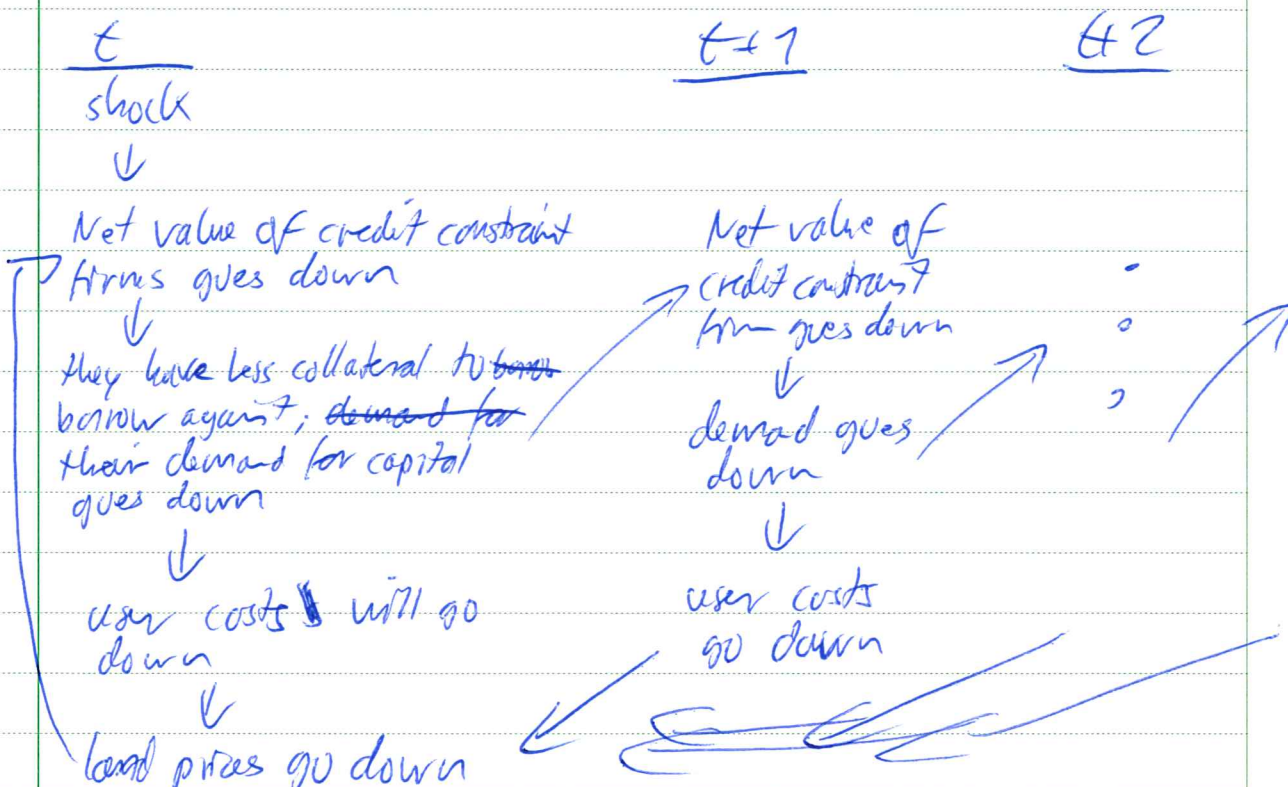 t
shock
Net value of credit constraint
firms goes down
they have less collateral to
borrow against; demand for
their demand for capital
goes down
user costs will go
down
land prices go down
t+1
Net value of
credit constraint
firm goes down
demad goes
down
user costs
go down
t+2